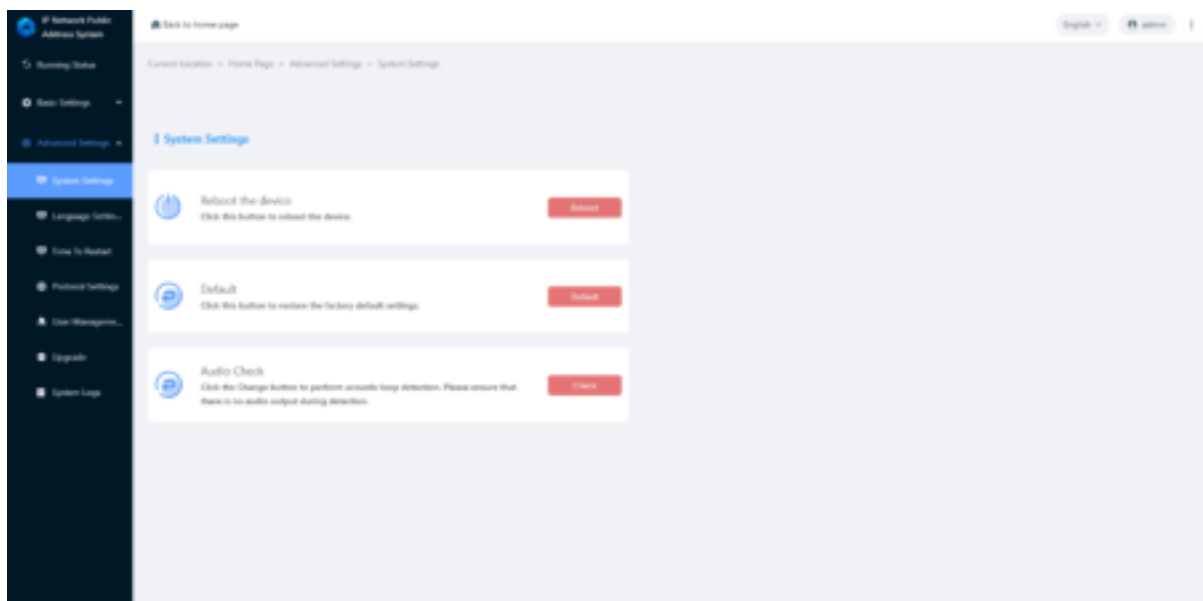 IP Network Public
Address System
Back to home page
English
admin
Running Status
Current Location > Home Page > Advanced Settings > System Settings
Basic Settings
Advanced Settings
System Settings
System Settings
Language Settin...
Time To Restart
Protocol Settings
User Manageme...
Upgrade
System Logs
Reboot the device
Click this button to reboot the device.
Reboot
Default
Click this button to restore the factory default settings.
Default
Audio Check
Click the Change button to perform acoustic loop detection. Please ensure that
there is no audio output during detection.
Check